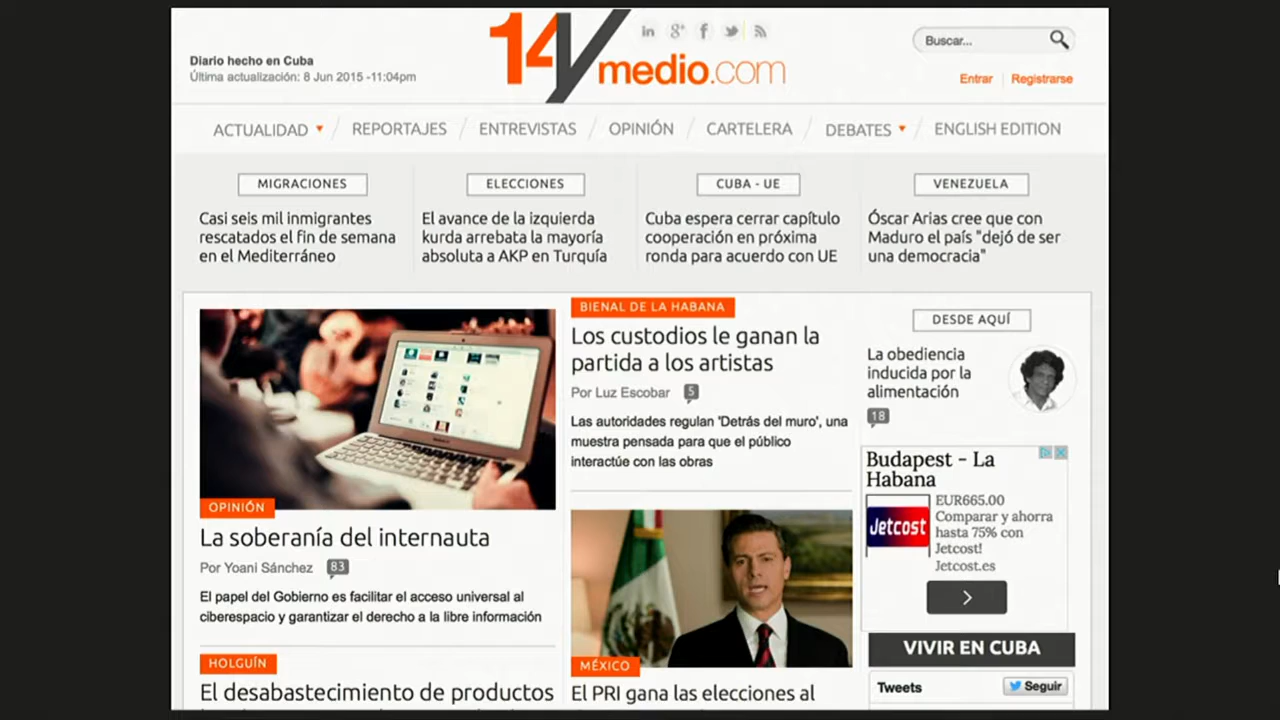 14ymedio.com
Buscar...
Diario hecho en Cuba
Última actualización: 8 Jun 2015 -11:04pm
Entrar
Registrarse
ACTUALIDAD
REPORTAJES
ENTREVISTAS
OPINIÓN
CARTELERA
DEBATES
ENGLISH EDITION
MIGRACIONES
Casi seis mil inmigrantes
rescatados el fin de semana
en el Mediterráneo
ELECCIONES
El avance de la izquierda
kurda arrebata la mayoría
absoluta a AKP en Turquía
CUBA - UE
Cuba espera cerrar capítulo
cooperación en próxima
ronda para acuerdo con UE
VENEZUELA
Óscar Arias cree que con
Maduro el país "dejó de ser
una democracia"
OPINIÓN
La soberanía del internauta
Por Yoani Sánchez 83
El papel del Gobierno es facilitar el acceso universal al
ciberespacio y garantizar el derecho a la libre información
HOLGUÍN
El desabastecimiento de productos
BIENAL DE LA HABANA
Los custodios le ganan la
partida a los artistas
Por Luz Escobar 5
Las autoridades regulan 'Detrás del muro', una
muestra pensada para que el público
interactúe con las obras
MÉXICO
El PRI gana las elecciones al
DESDE AQUÍ
La obediencia
inducida por la
alimentación
18
Budapest - La
Habana
Jetcost
EUR665.00
Comparar y ahorra
hasta 75% con
Jetcost!
Jetcost.es
VIVIR EN CUBA
Tweets
Seguir